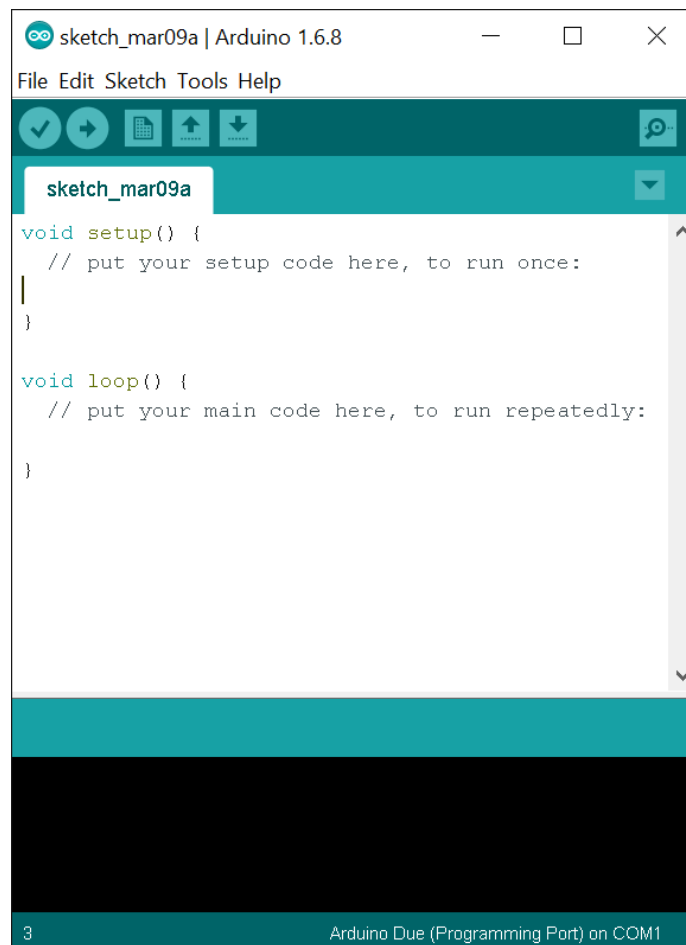 sketch_mar09a | Arduino 1.6.8
File Edit Sketch Tools Help
sketch_mar09a
void setup() {
  // put your setup code here, to run once:

}

void loop() {
  // put your main code here, to run repeatedly:

}
3 Arduino Due (Programming Port) on COM1